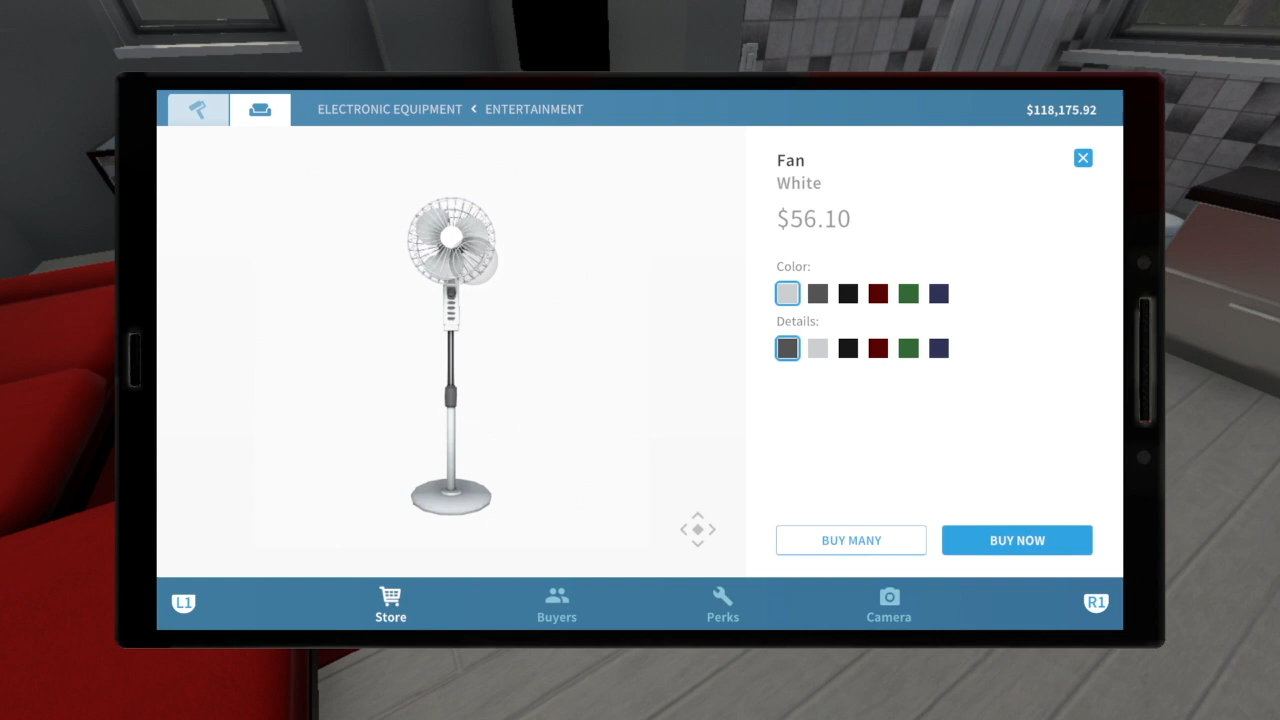 ELECTRONIC EQUIPMENT < ENTERTAINMENT
$118,175.92
Fan
White
$56.10
Color:
Details:
BUY MANY
BUY NOW
L1
Store
Buyers
Perks
Camera
R1